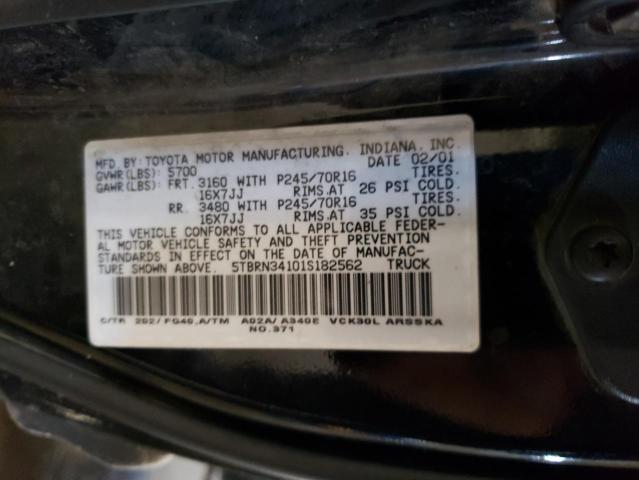 MFD. BY: TOYOTA MOTOR MANUFACTURING. INDIANA, INC.
GVWR(LBS): 5700 DATE 02/01
GAWR(LBS): FRT. 3160 WITH P245/70R16 TIRES.
16X7JJ RIMS.AT 26 PSI COLD.
RR. 3480 WITH P245/70R16 TIRES.
16X7JJ RIMS.AT 35 PSI COLD.
THIS VEHICLE CONFORMS TO ALL APPLICABLE FEDER-
AL MOTOR VEHICLE SAFETY AND THEFT PREVENTION
STANDARDS IN EFFECT ON THE DATE OF MANUFAC-
TURE SHOWN ABOVE. 5TBRN34101S182562 TRUCK
C/TR 202/ FG40,A/TM A02A/ A340E VCK30L ARSSKA
NO.371